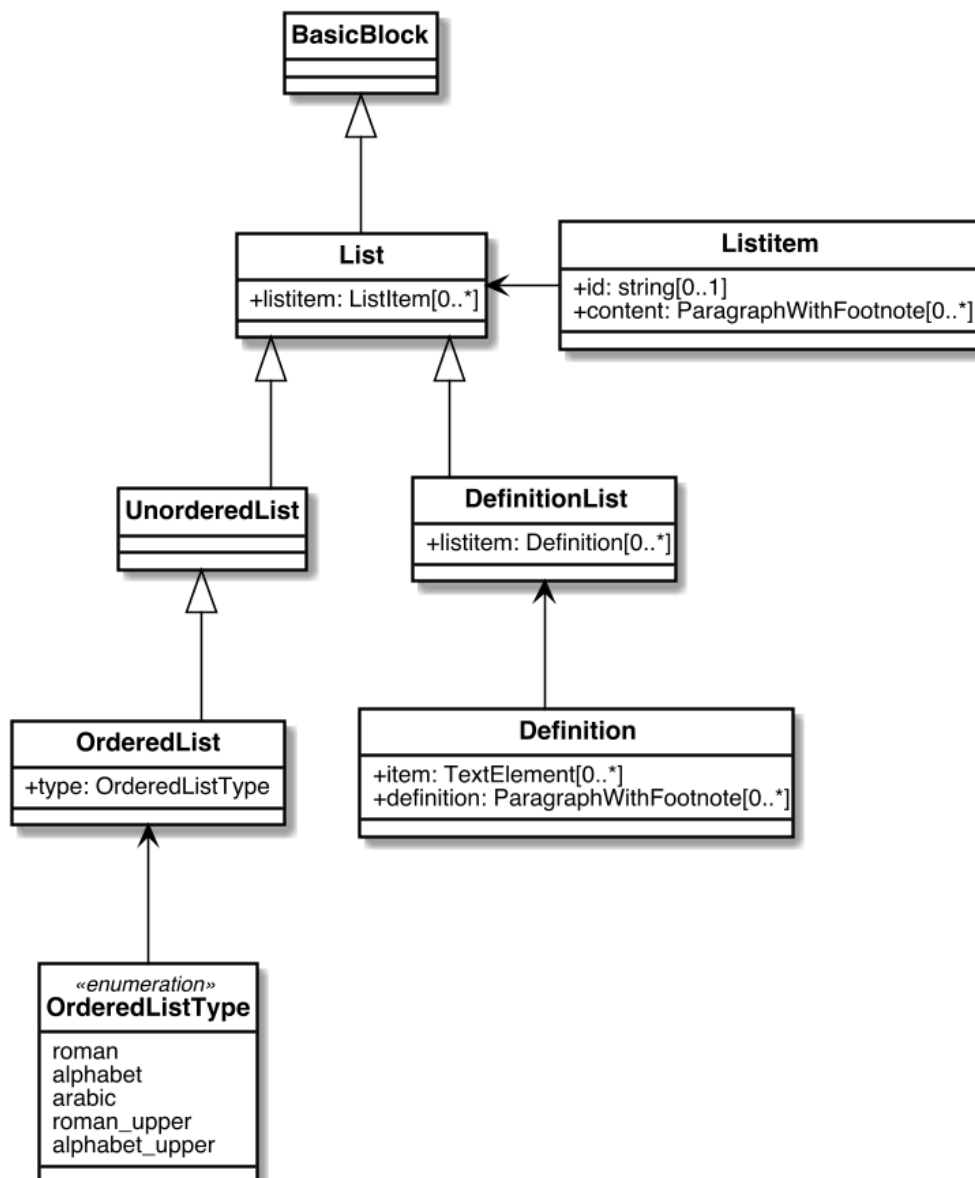 BasicBlock
List
+listitem: ListItem[0..*]
Listitem
+id: string[0..1]
+content: ParagraphWithFootnote[0..*]
UnorderedList
DefinitionList
+listitem: Definition[0..*]
OrderedList
+type: OrderedListType
Definition
+item: TextElement[0..*]
+definition: ParagraphWithFootnote[0..*]
«enumeration»
OrderedListType
roman
alphabet
arabic
roman_upper
alphabet_upper